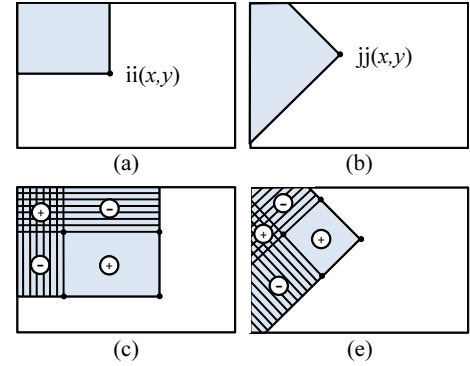 ii(x,y)
jj(x,y)
(a)
(b)
+
-
-
+
-
+
+
-
(c)
(e)